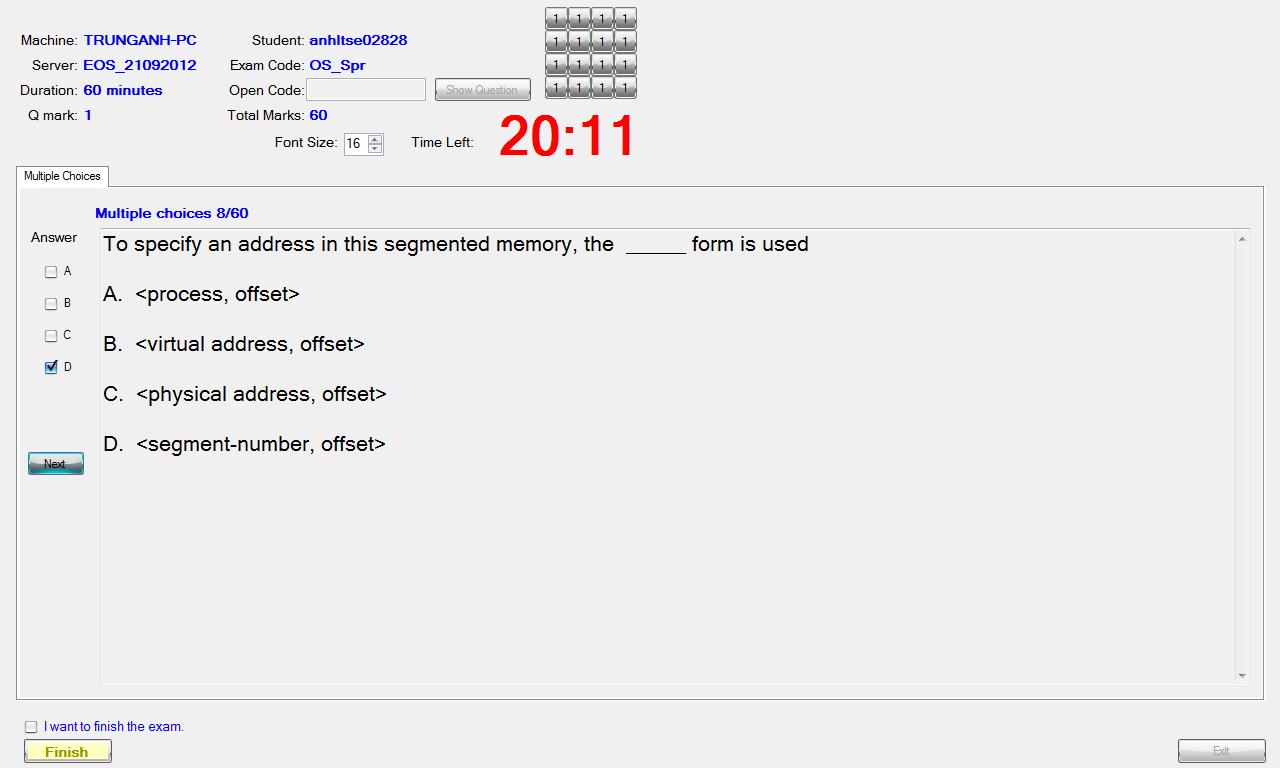 Machine: TRUNGANH-PC Student: anhltse02828
Server: EOS_21092012 Exam Code: OS_Spr
Duration: 60 minutes Open Code: Show Question
Q mark: 1 Total Marks: 60
Font Size: 16 Time Left: 20:11
1 1 1 1
1 1 1 1
1 1 1 1
1 1 1 1
Multiple Choices
Multiple choices 8/60
Answer
A
B
C
D
Next
To specify an address in this segmented memory, the ______ form is used
A. <process, offset>
B. <virtual address, offset>
C. <physical address, offset>
D. <segment-number, offset>
I want to finish the exam.
Finish
Exit